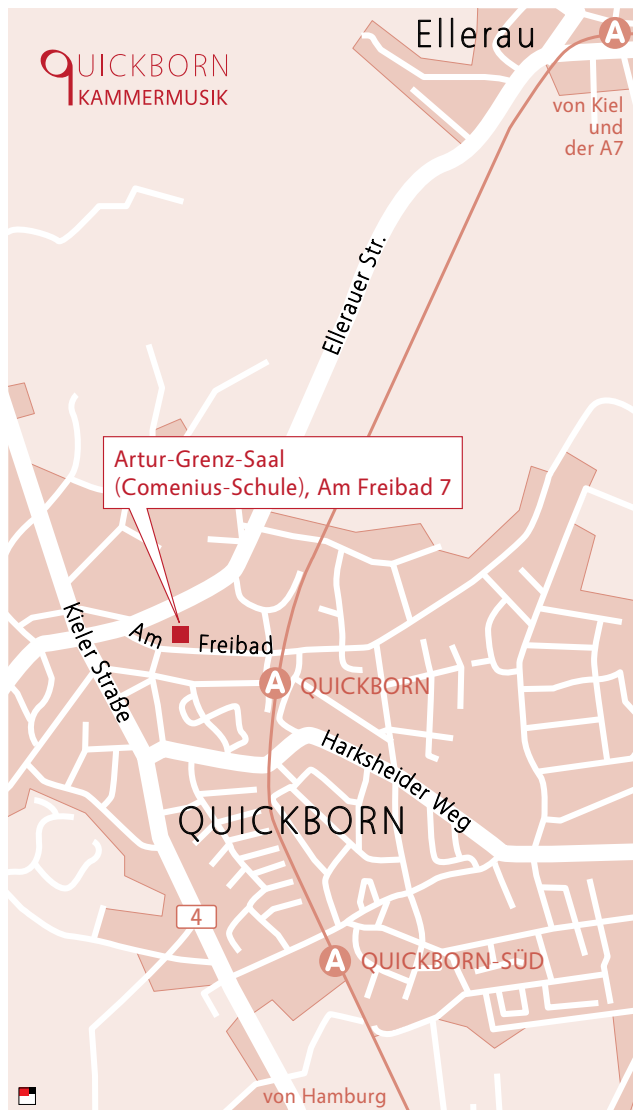 QUICKBORN
KAMMERMUSIK
Ellerau
A
von Kiel
und
der A7
Ellerauer Str.
Artur-Grenz-Saal
(Comenius-Schule), Am Freibad 7
Kieler Straße
Am Freibad
A QUICKBORN
Harksheider Weg
QUICKBORN
4
A QUICKBORN-SÜD
von Hamburg